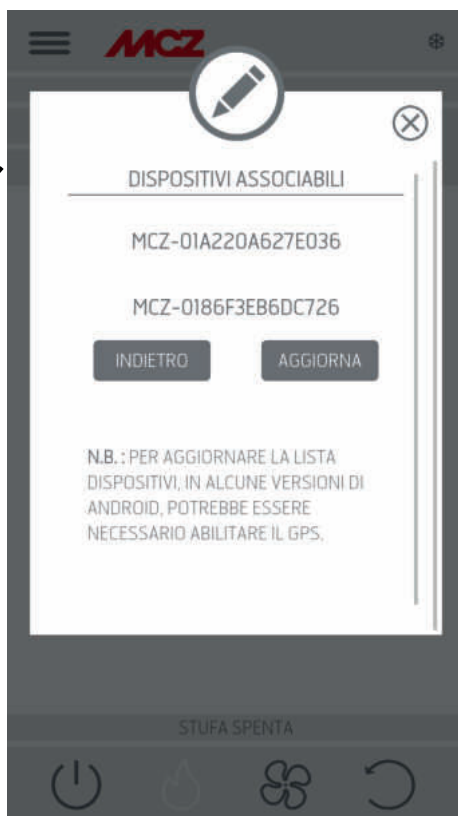 MCZ
DISPOSITIVI ASSOCIABILI
MCZ-01A220A627E036
MCZ-0186F3EB6DC726
INDIETRO
AGGIORNA
N.B. : PER AGGIORNARE LA LISTA
DISPOSITIVI, IN ALCUNE VERSIONI DI
ANDROID, POTREBBE ESSERE
NECESSARIO ABILITARE IL GPS.
STUFA SPENTA